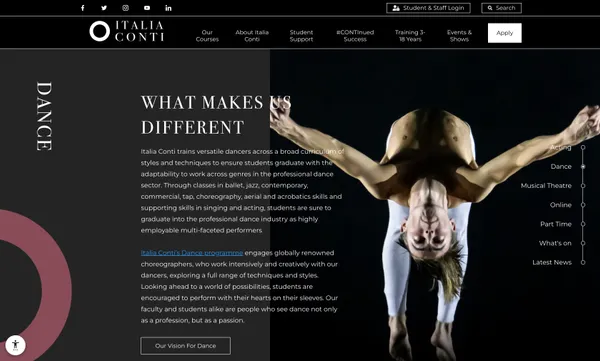 Student & Staff Login
Search
ITALIA
CONTI
Our
Courses
About Italia
Conti
Student
Support
#CONTInued
Success
Training 3-
18 Years
Events &
Shows
Apply
DANCE
WHAT MAKES US
DIFFERENT
Italia Conti trains versatile dancers across a broad curriculum of
styles and techniques to ensure students graduate with the
adaptability to work across genres in the professional dance
sector. Through classes in ballet, jazz, contemporary,
commercial, tap, choreography, aerial and acrobatics skills and
supporting skills in singing and acting, students are sure to
graduate into the professional dance industry as highly
employable multi-faceted performers.
Italia Conti's Dance programme engages globally renowned
choreographers, who work intensively and creatively with our
dancers, exploring a full range of techniques and styles.
Looking ahead to a world of possibilities, students are
encouraged to perform with their hearts on their sleeves. Our
faculty and students alike are people who see dance not only
as a profession, but as a passion.
Our Vision For Dance
Acting
Dance
Musical Theatre
Online
Part Time
What's on
Latest News